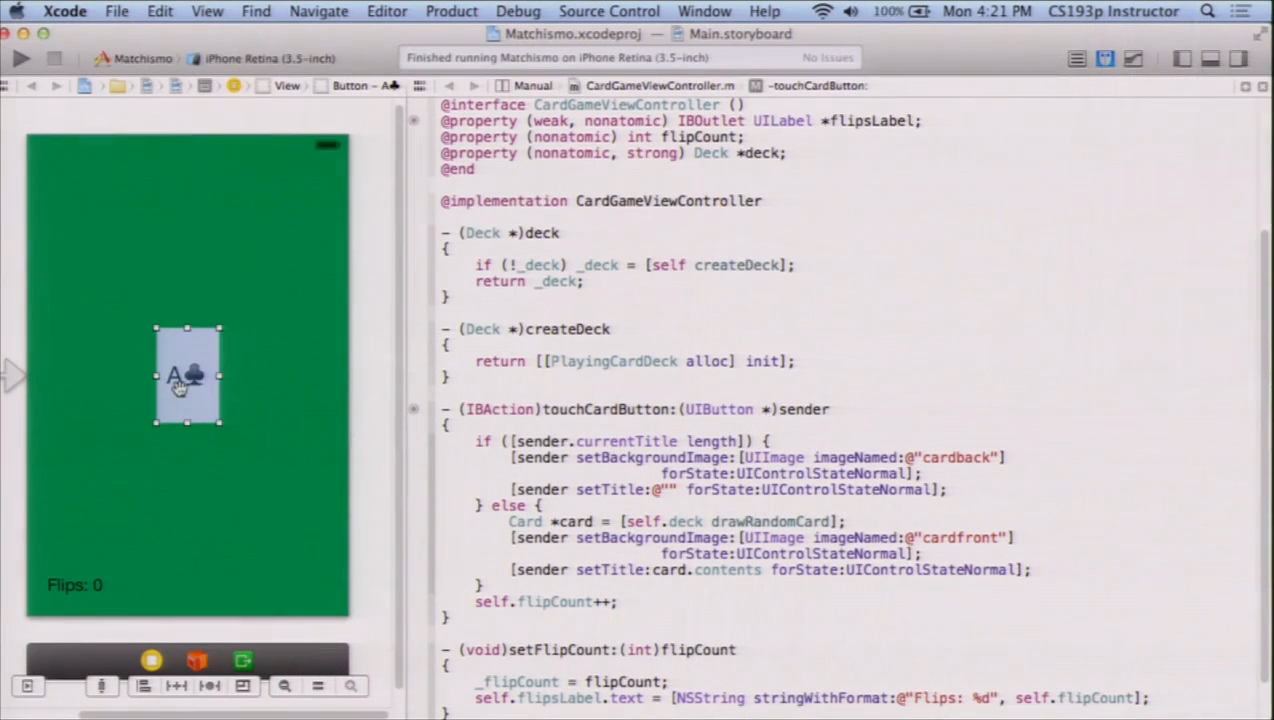 Xcode File Edit View Find Navigate Editor Product Debug Source Control Window Help 100% Mon 4:21 PM CS193p Instructor
Matchismo.xcodeproj — Main.storyboard
Matchismo iPhone Retina (3.5-inch) Finished running Matchismo on iPhone Retina (3.5-inch) No Issues
View Button – A♣ Manual CardGameViewController.m M -touchCardButton:
@interface CardGameViewController ()
@property (weak, nonatomic) IBOutlet UILabel *flipsLabel;
@property (nonatomic) int flipCount;
@property (nonatomic, strong) Deck *deck;
@end
@implementation CardGameViewController
- (Deck *)deck
{
if (!_deck) _deck = [self createDeck];
return _deck;
}
- (Deck *)createDeck
{
return [[PlayingCardDeck alloc] init];
}
- (IBAction)touchCardButton:(UIButton *)sender
{
if ([sender.currentTitle length]) {
[sender setBackgroundImage:[UIImage imageNamed:@"cardback"]
forState:UIControlStateNormal];
[sender setTitle:@"" forState:UIControlStateNormal];
} else {
Card *card = [self.deck drawRandomCard];
[sender setBackgroundImage:[UIImage imageNamed:@"cardfront"]
forState:UIControlStateNormal];
[sender setTitle:card.contents forState:UIControlStateNormal];
}
self.flipCount++;
}
- (void)setFlipCount:(int)flipCount
{
_flipCount = flipCount;
self.flipsLabel.text = [NSString stringWithFormat:@"Flips: %d", self.flipCount];
}
A♣
Flips: 0